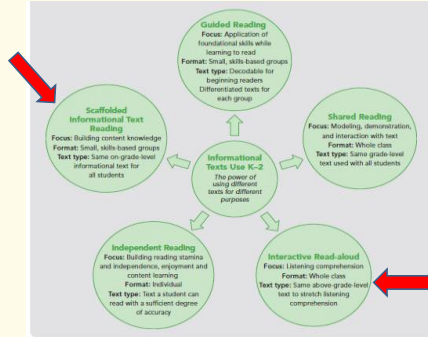 Guided Reading
Focus: Application of
foundational skills while
learning to read
Format: Small, skills-based groups
Text type: Decodable for
beginning readers
Differentiated texts for
each group
Scaffolded
Informational Text
Reading
Focus: Building content knowledge
Format: Small, skills-based groups
Text type: Same on-grade-level
informational text for
all students
Shared Reading
Focus: Modeling, demonstration,
and interaction with text
Format: Whole class
Text type: Same grade-level
text used with all students
Informational
Texts Use K–2
The power of
using different
texts for different
purposes
Independent Reading
Focus: Building reading stamina
and independence, enjoyment and
content learning
Format: Individual
Text type: Text a student can
read with a sufficient degree
of accuracy
Interactive Read-aloud
Focus: Listening comprehension
Format: Whole class
Text type: Same above-grade-level
text to stretch listening
comprehension